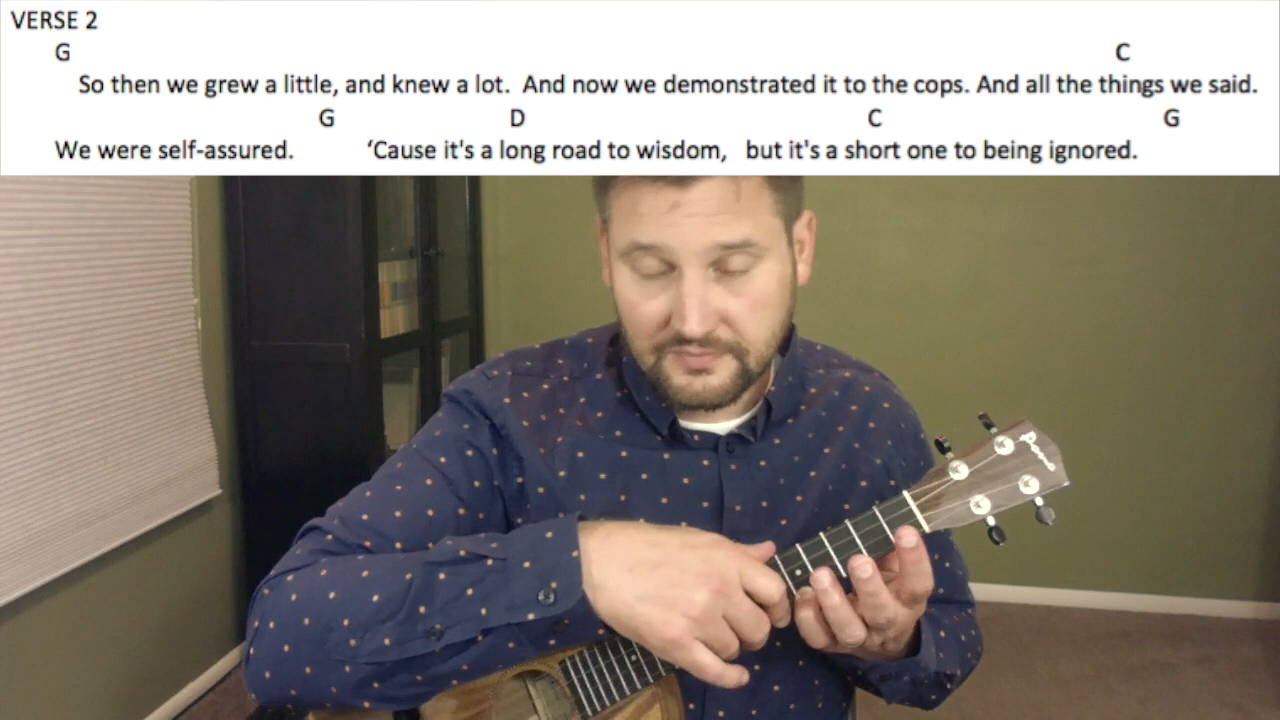 VERSE 2
G C
So then we grew a little, and knew a lot. And now we demonstrated it to the cops. And all the things we said.
G D C G
We were self-assured. ‘Cause it's a long road to wisdom, but it's a short one to being ignored.